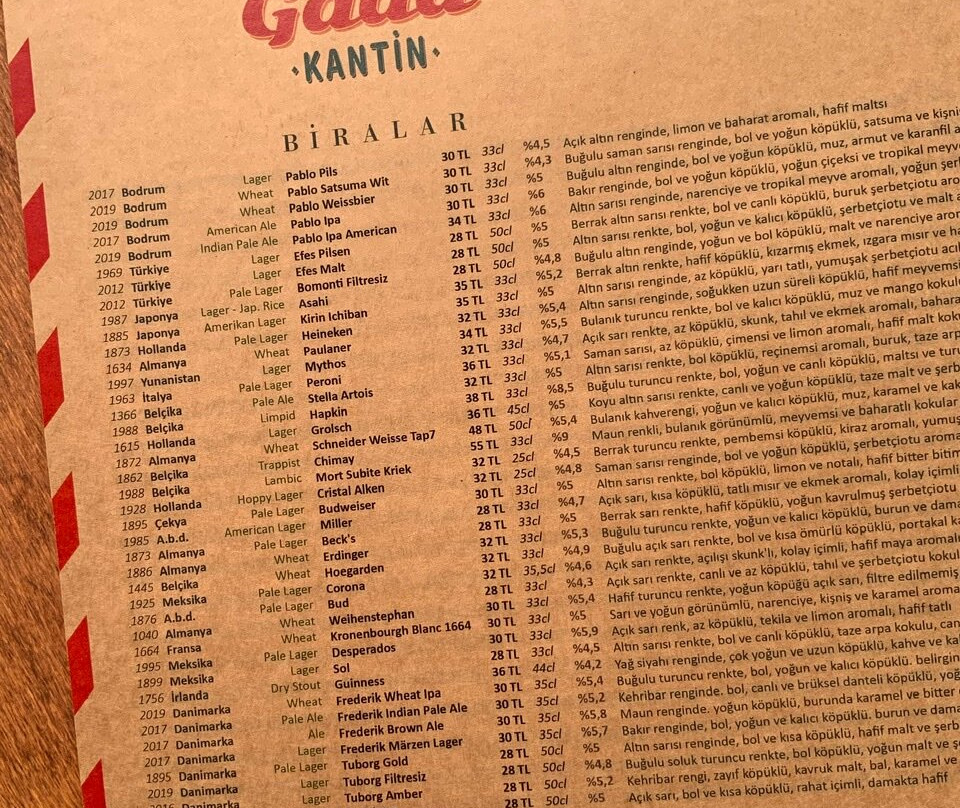 Gada
KANTİN
BİRALAR
2017 Bodrum
2019 Bodrum
2019 Bodrum
2017 Bodrum
2019 Bodrum
1969 Türkiye
2012 Türkiye
2012 Türkiye
1987 Japonya
1885 Japonya
1873 Hollanda
1634 Almanya
1997 Yunanistan
1963 İtalya
1366 Belçika
1988 Belçika
1615 Hollanda
1872 Almanya
1862 Belçika
1988 Belçika
1928 Hollanda
1895 Çekya
1985 A.b.d.
1873 Almanya
1886 Almanya
1445 Belçika
1925 Meksika
1876 A.b.d.
1040 Almanya
1664 Fransa
1995 Meksika
1899 Meksika
1756 İrlanda
2019 Danimarka
2017 Danimarka
2017 Danimarka
2017 Danimarka
1895 Danimarka
2019 Danimarka
Lager
Wheat
Wheat
American Ale
Indian Pale Ale
Lager
Lager
Pale Lager
Lager - Jap. Rice
Amerikan Lager
Pale Lager
Wheat
Lager
Pale Lager
Pale Ale
Limpid
Lager
Wheat
Trappist
Lambic
Hoppy Lager
Pale Lager
American Lager
Pale Lager
Wheat
Wheat
Pale Lager
Pale Lager
Wheat
Wheat
Pale Lager
Lager
Dry Stout
Wheat
Pale Ale
Ale
Lager
Pale Lager
Lager
Lager
Pablo Pils
Pablo Satsuma Wit
Pablo Weissbier
Pablo Ipa
Pablo Ipa American
Efes Pilsen
Efes Malt
Bomonti Filtresiz
Asahi
Kirin Ichiban
Heineken
Paulaner
Mythos
Peroni
Stella Artois
Hapkin
Grolsch
Schneider Weisse Tap7
Chimay
Mort Subite Kriek
Cristal Alken
Budweiser
Miller
Beck's
Erdinger
Hoegarden
Corona
Bud
Weihenstephan
Kronenbourgh Blanc 1664
Desperados
Sol
Guinness
Frederik Wheat Ipa
Frederik Indian Pale Ale
Frederik Brown Ale
Frederik Märzen Lager
Tuborg Gold
Tuborg Filtresiz
Tuborg Amber
30 TL 33cl %4,5
30 TL 33cl %4,3
30 TL 33cl %5
30 TL 33cl %6
34 TL 33cl %6
28 TL 50cl %5
28 TL 50cl %5
28 TL 50cl %4,8
35 TL 33cl %5,2
35 TL 33cl %5
32 TL 33cl %5,4
34 TL 33cl %5,5
32 TL 33cl %4,7
36 TL 33cl %5,1
32 TL 33cl %5
38 TL 33cl %8,5
36 TL 45cl %5
48 TL 50cl %5,4
55 TL 33cl %9
32 TL 25cl %4,5
32 TL 25cl %4,8
30 TL 33cl %5
28 TL 33cl %4,7
28 TL 33cl %5
32 TL 33cl %5,3
32 TL 33cl %4,9
32 TL 35,5cl %4,6
28 TL 33cl %4,3
30 TL 33cl %5,4
30 TL 33cl %5
30 TL 33cl %5,9
28 TL 33cl %4,5
36 TL 44cl %4,2
30 TL 35cl %5,4
30 TL 35cl %5,2
30 TL 35cl %5,8
28 TL 50cl %5
28 TL 50cl %4,8
28 TL 50cl %5,2
Açık altın renginde, limon ve baharat aromalı, hafif maltsı
Buğulu saman sarısı renginde, bol ve yoğun köpüklü, satsuma ve kişni
Buğulu altın renginde, bol ve yoğun köpüklü, muz, armut ve karanfil a
Bakır renginde, bol ve yoğun köpüklü, yoğun çiçeksi ve tropikal meyv
Altın sarısı renginde, narenciye ve tropikal meyve aromalı, yoğun şerb
Berrak altın sarısı renkte, bol ve canlı köpüklü, buruk şerbetçiotu aro
Altın sarısı renkte, bol, yoğun ve kalıcı köpüklü, şerbetçiotu ve malt a
Buğulu altın renginde, yoğun ve bol köpüklü, malt ve narenciye arom
Berrak altın renkte, hafif köpüklü, kızarmış ekmek, ızgara mısır ve ha
Altın sarısı renginde, az köpüklü, yarı tatlı, yumuşak şerbetçiotu acıl
Altın sarısı renginde, soğukken uzun süreli köpüklü, hafif meyvemsi
Bulanık turuncu renkte, bol ve kalıcı köpüklü, muz ve mango kokulu
Açık sarı renkte, az köpüklü, skunk, tahıl ve ekmek aromalı, bahara
Saman sarısı, az köpüklü, çimensi ve limon aromalı, hafif malt koku
Altın sarısı renkte, bol köpüklü, reçinemsi aromalı, buruk, taze arp
Buğulu turuncu renkte, bol, yoğun ve canlı köpüklü, maltsı ve turu
Koyu altın sarısı renkte, canlı ve yoğun köpüklü, taze malt ve şerb
Bulanık kahverengi, yoğun ve kalıcı köpüklü, muz, karamel ve kak
Maun renkli, bulanık görünümlü, meyvemsi ve baharatlı kokular
Berrak turuncu renkte, pembemsi köpüklü, kiraz aromalı, yumuş
Saman sarısı renginde, bol ve yoğun köpüklü, şerbetçiotu aroma
Altın sarısı renkte, bol köpüklü, limon ve notalı, hafif bitter bitim
Açık sarı, kısa köpüklü, tatlı mısır ve ekmek aromalı, kolay içimli
Berrak sarı renkte, hafif köpüklü, yoğun kavrulmuş şerbetçiotu
Buğulu turuncu renkte, yoğun ve kalıcı köpüklü, burun ve dama
Buğulu açık sarı renkte, bol ve kısa ömürlü köpüklü, portakal ka
Açık sarı renkte, açılışı skunk'lı, kolay içimli, hafif maya aromalı
Açık sarı renkte, canlı ve az köpüklü, tahıl ve şerbetçiotu kokul
Hafif turuncu renkte, yoğun köpüğü açık sarı, filtre edilmemiş
Sarı ve yoğun görünümlü, narenciye, kişniş ve karamel aroma
Açık sarı renk, az köpüklü, tekila ve limon aromalı, hafif tatlı
Altın sarısı renkte, bol ve canlı köpüklü, taze arpa kokulu, can
Yağ siyahı renginde, çok yoğun ve uzun köpüklü, kahve ve kal
Buğulu turuncu renkte, bol, yoğun ve kalıcı köpüklü. belirgin
Kehribar renginde. bol, canlı ve brüksel danteli köpüklü, yoğ
Maun renginde. yoğun köpüklü, burunda karamel ve bitter
Bakır renginde, bol, yoğun ve kalıcı köpüklü. burun ve dama
Altın sarısı renginde, bol ve kısa köpüklü, hafif malt ve şerb
Buğulu soluk turuncu renkte, bol köpüklü, yoğun malt ve ş
Kehribar rengi, zayıf köpüklü, kavruk malt, bal, karamel ve
28 TL 50cl %5 Açık sarı, bol ve kısa köpüklü, rahat içimli, damakta hafif